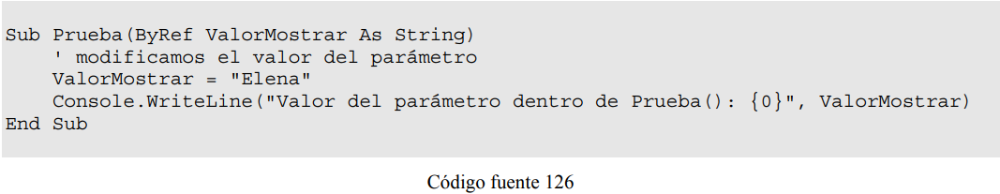 Sub Prueba(ByRef ValorMostrar As String)
    ' modificamos el valor del parámetro
    ValorMostrar = "Elena"
    Console.WriteLine("Valor del parámetro dentro de Prueba(): {0}", ValorMostrar)
End Sub
Código fuente 126